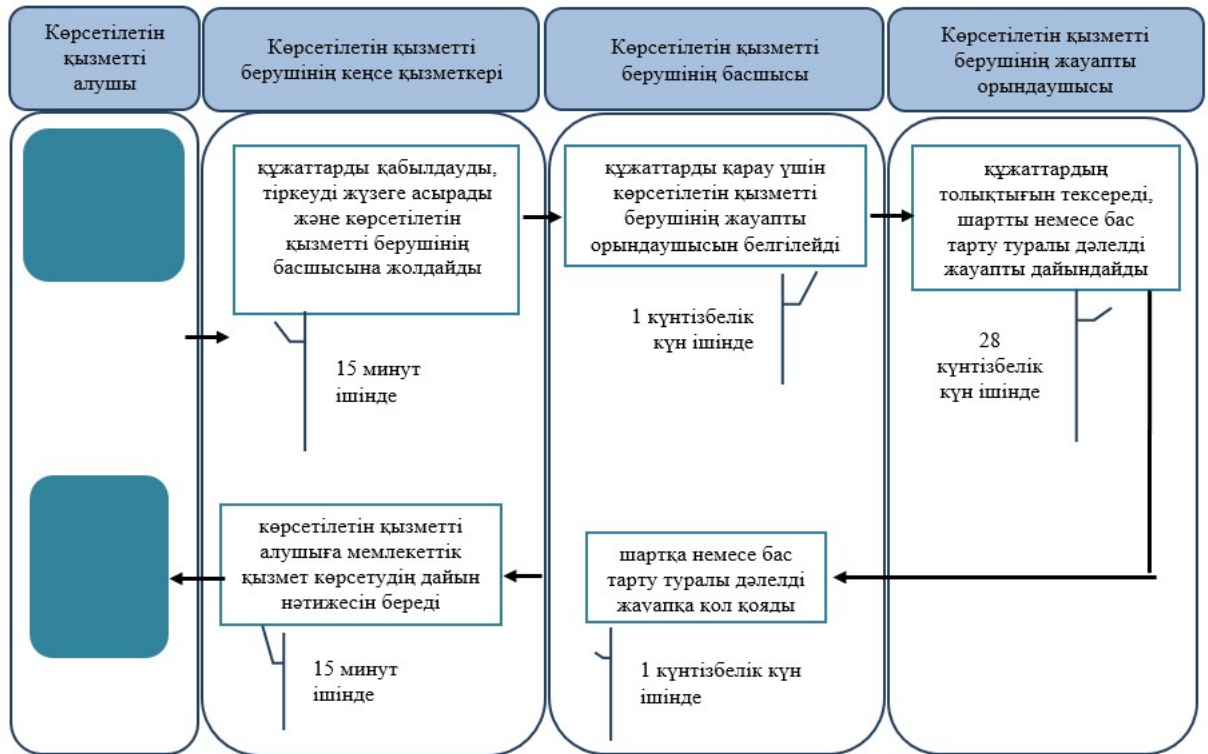 Көрсетілетін
қызметті
алушы
Көрсетілетін қызметті
берушінің кеңсе қызметкері
Көрсетілетін қызметті
берушінің басшысы
Көрсетілетін қызметті
берушінің жауапты
орындаушысы
құжаттарды қабылдауды,
тіркеуді жүзеге асырады
және көрсетілетін
қызметті берушінің
басшысына жолдайды
15 минут
ішінде
құжаттарды қарау үшін
көрсетілетін қызметті
берушінің жауапты
орындаушысын белгілейді
1 күнтізбелік
күн ішінде
құжаттардың
толықтығын тексереді,
шартты немесе бас
тарту туралы дәлелді
жауапты дайындайды
28
күнтізбелік
күн ішінде
көрсетілетін қызметті
алушыға мемлекеттік
қызмет көрсетудің дайын
нәтижесін береді
15 минут
ішінде
шартқа немесе бас
тарту туралы дәлелді
жауапқа қол қояды
1 күнтізбелік күн
ішінде